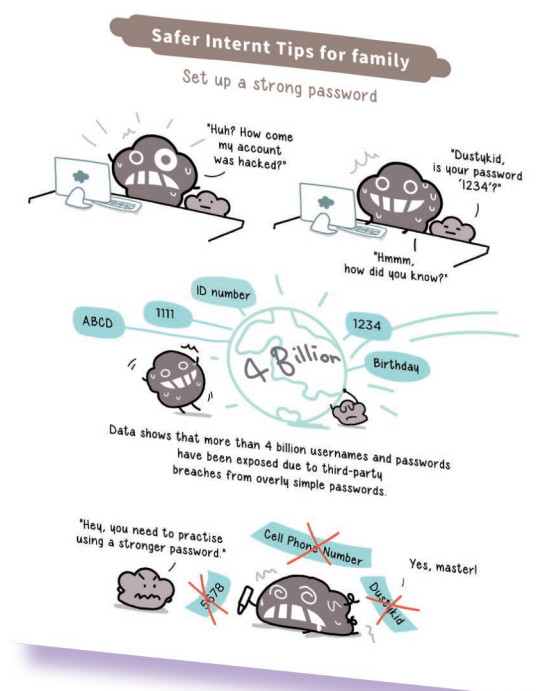 Safer Internt Tips for family
Set up a strong password
"Huh? How come
my account
was hacked?"
"Dustykid,
is your password
'1234'?"
"Hmmm,
how did you know?"
ID number
1111
ABCD
1234
Birthday
4 Billion
Data shows that more than 4 billion usernames and passwords
have been exposed due to third-party
breaches from overly simple passwords.
"Hey, you need to practise
using a stronger password."
Cell Phone Number
Yes, master!
5678
Dustykid